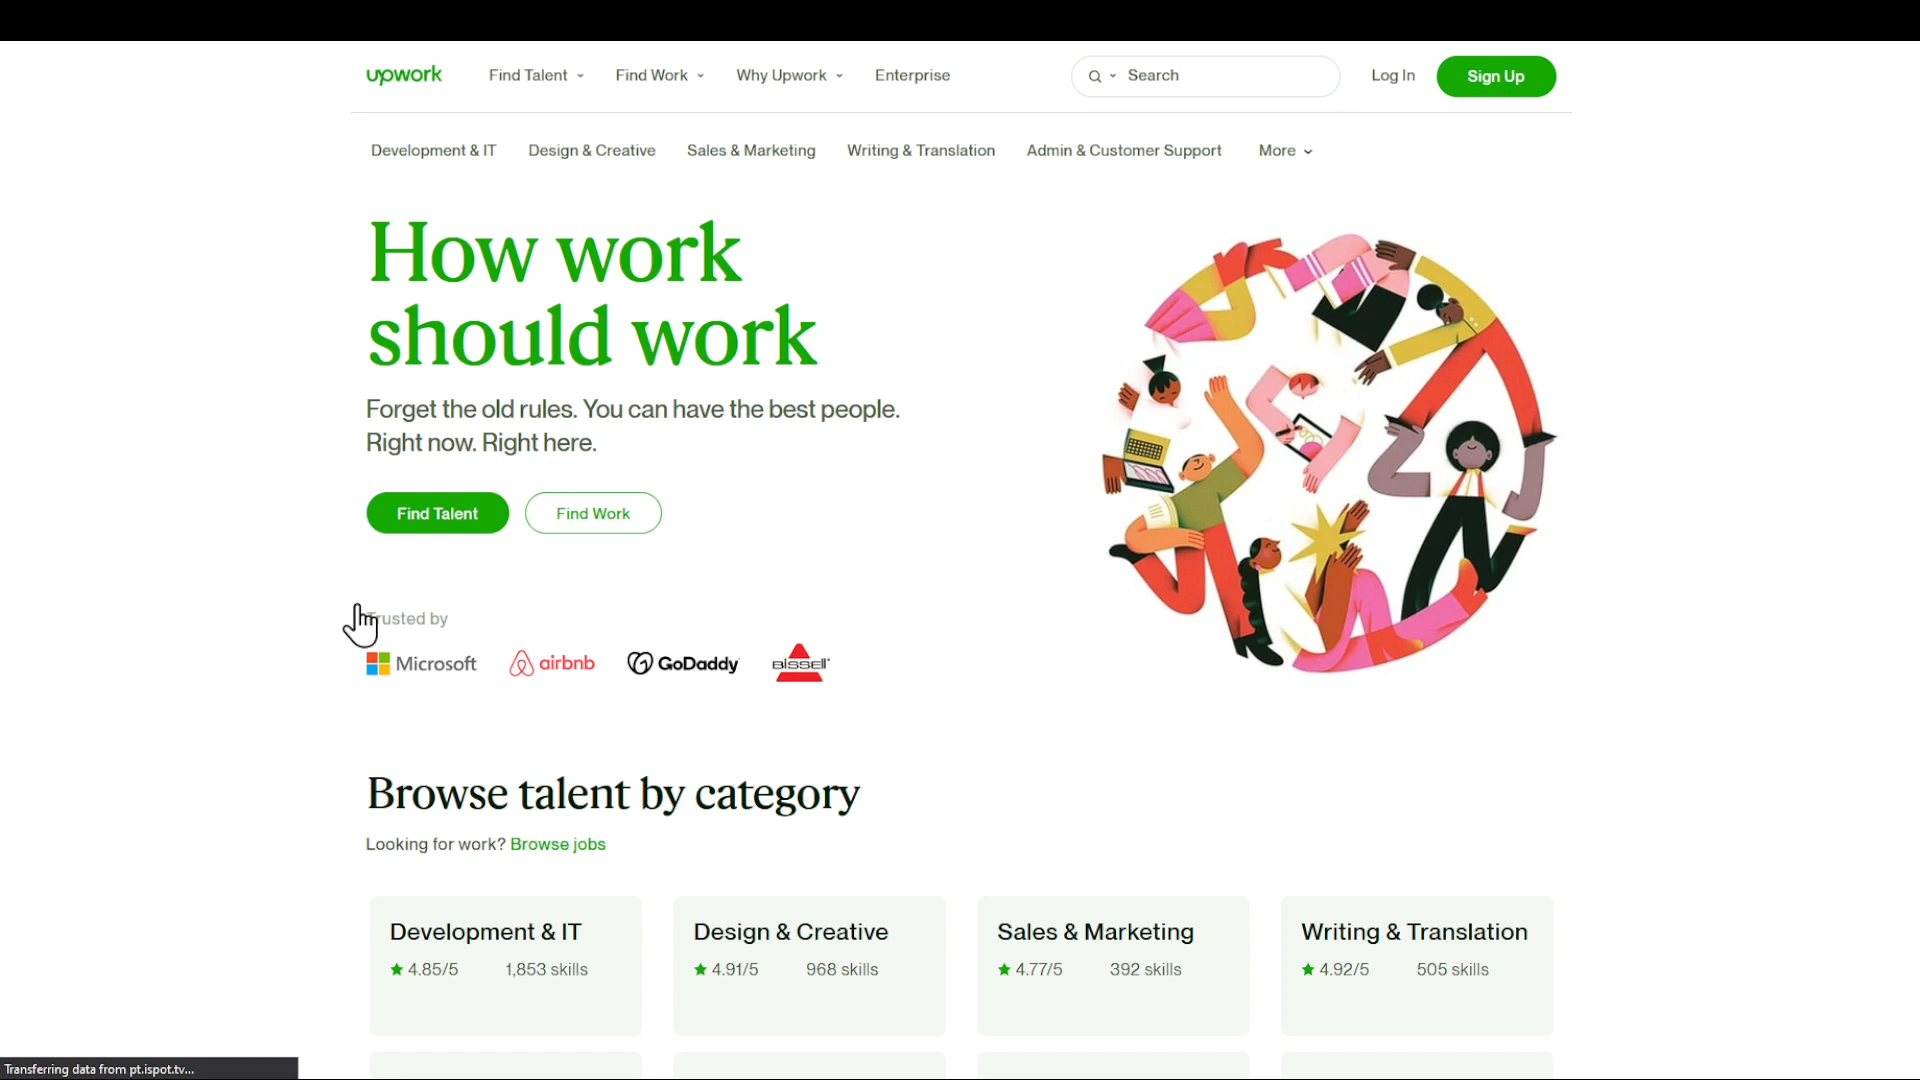 upwork
Find Talent
Find Work
Why Upwork
Enterprise
Search
Log In
Sign Up
Development & IT
Design & Creative
Sales & Marketing
Writing & Translation
Admin & Customer Support
More
How work
should work
Forget the old rules. You can have the best people.
Right now. Right here.
Find Talent
Find Work
Trusted by
Microsoft
airbnb
GoDaddy
BISSELL
Browse talent by category
Looking for work? Browse jobs
Development & IT
4.85/5 1,853 skills
Design & Creative
4.91/5 968 skills
Sales & Marketing
4.77/5 392 skills
Writing & Translation
4.92/5 505 skills
Transferring data from pt.ispot.tv...